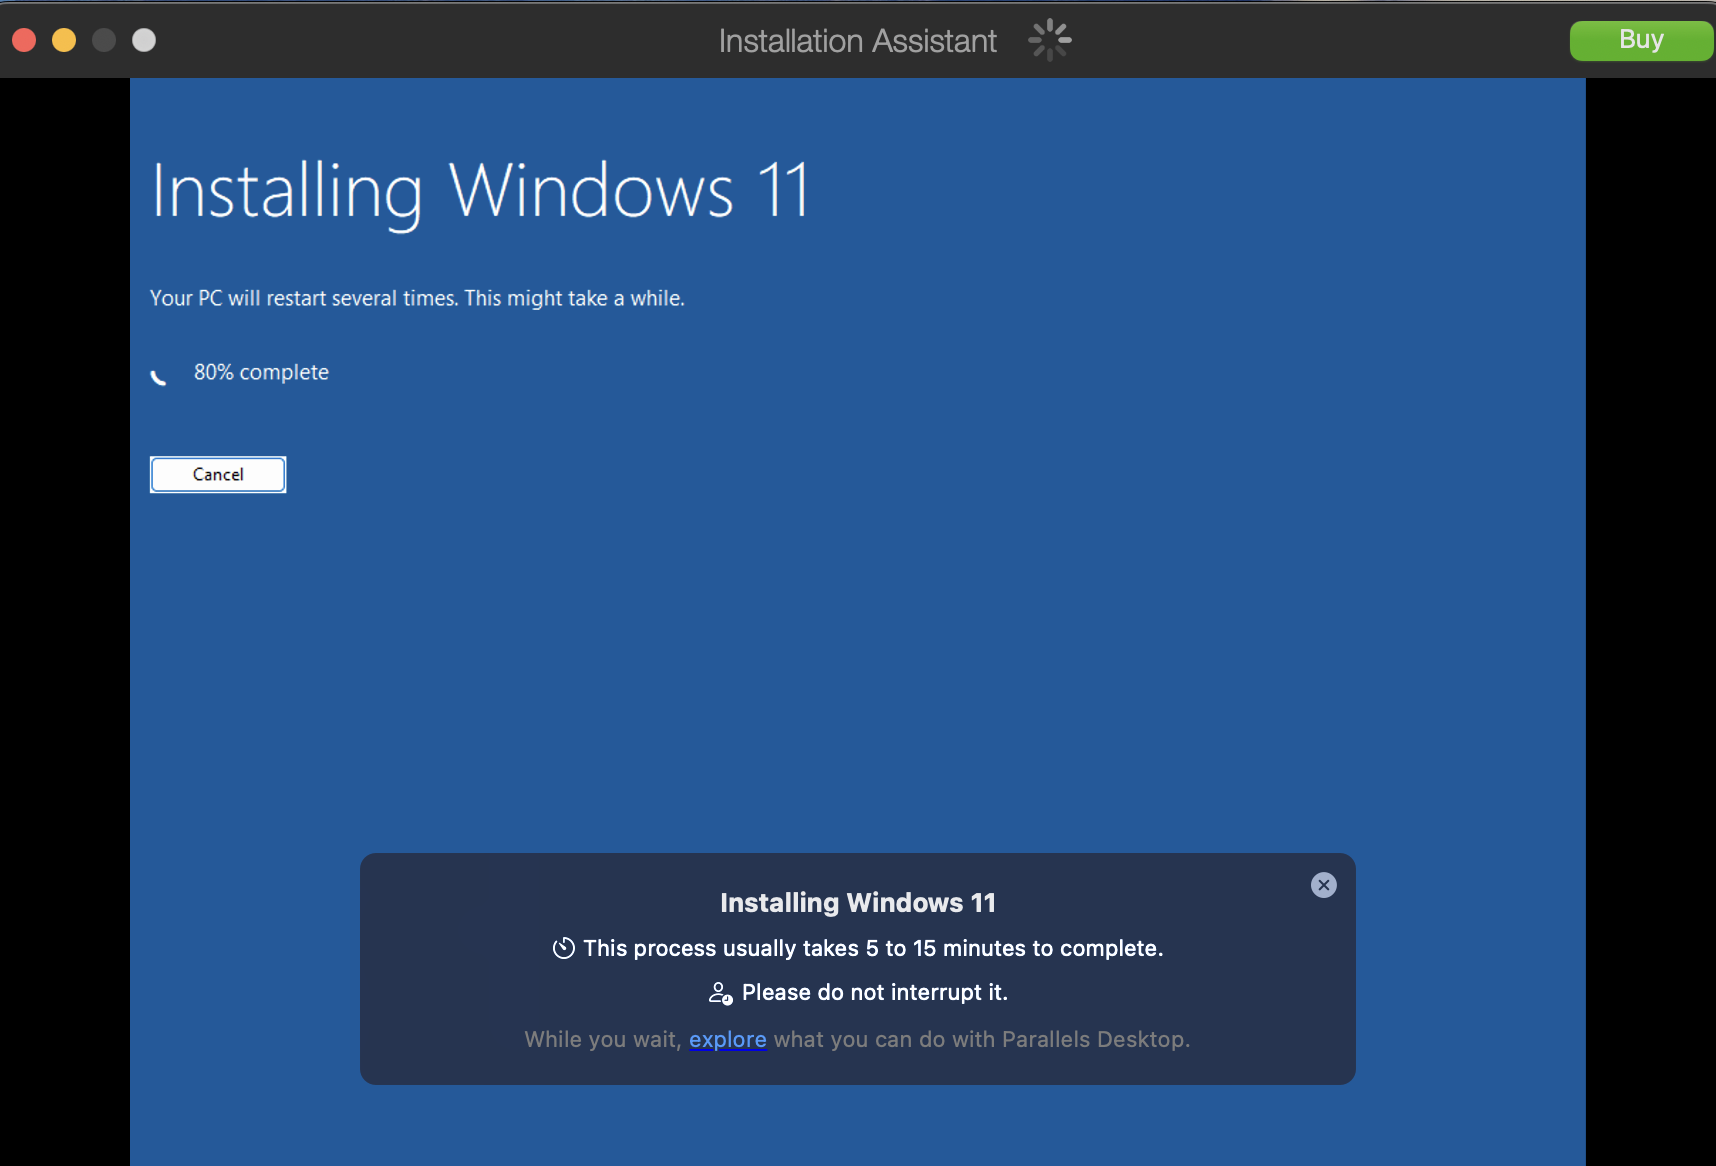 Installation Assistant
Buy
Installing Windows 11
Your PC will restart several times. This might take a while.
80% complete
Cancel
Installing Windows 11
This process usually takes 5 to 15 minutes to complete.
Please do not interrupt it.
While you wait, explore what you can do with Parallels Desktop.